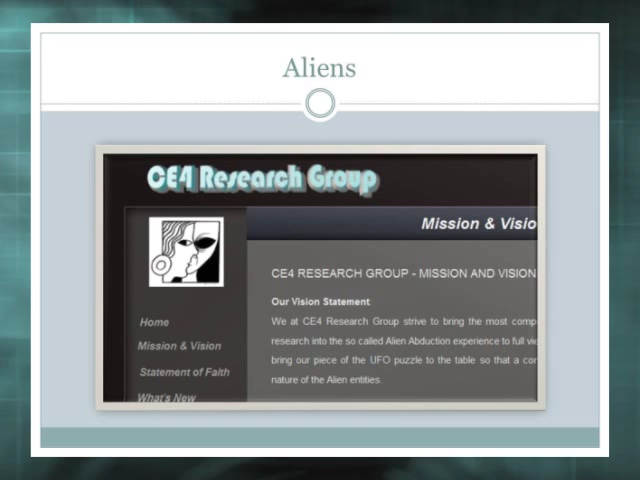 Aliens
CE4 Research Group
Mission & Visio
CE4 RESEARCH GROUP - MISSION AND VISION
Our Vision Statement
We at CE4 Research Group strive to bring the most comp
research into the so called Alien Abduction experience to full vie
bring our piece of the UFO puzzle to the table so that a cor
nature of the Alien entities.
Home
Mission & Vision
Statement of Faith
What's New